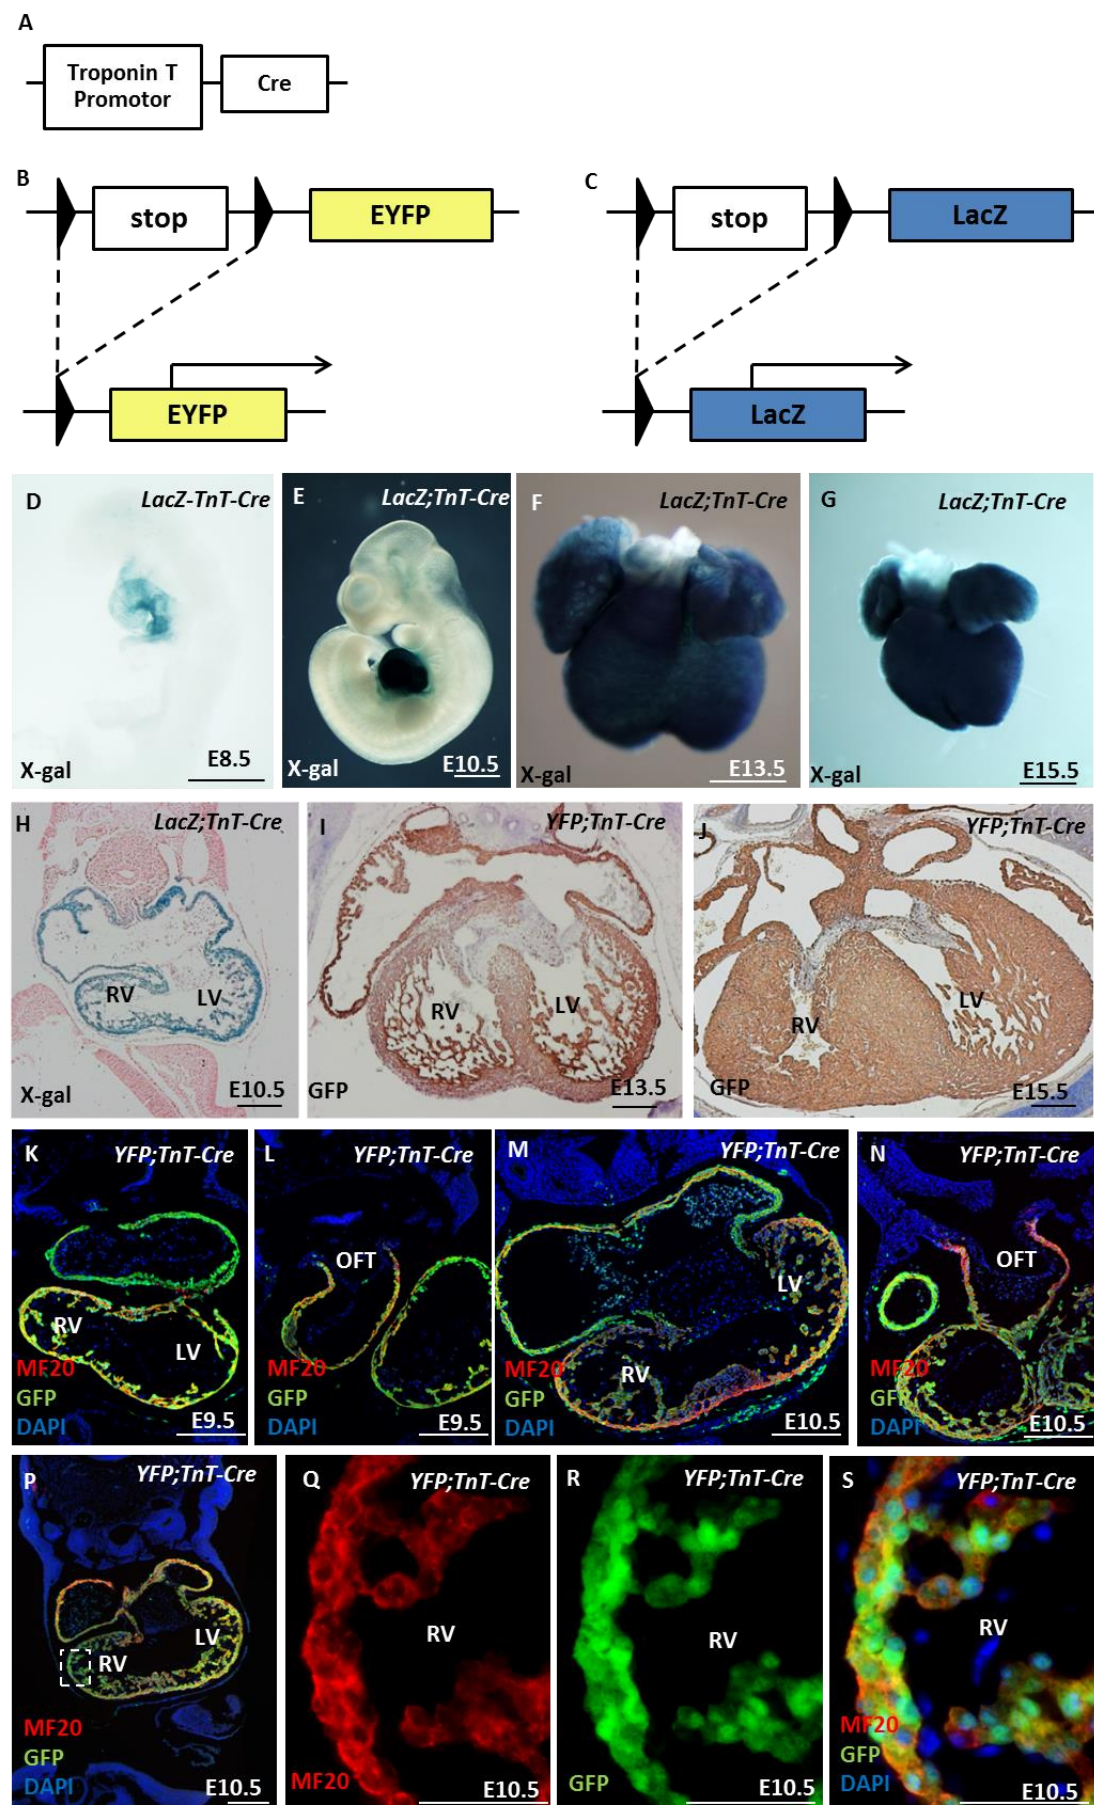 A
Troponin T
Promotor
Cre
B
stop
EYFP
EYFP
C
stop
LacZ
LacZ
D
LacZ-TnT-Cre
E8.5
X-gal
E
LacZ;TnT-Cre
E10.5
X-gal
F
LacZ;TnT-Cre
E13.5
X-gal
G
LacZ;TnT-Cre
E15.5
X-gal
H
LacZ;TnT-Cre
RV
LV
E10.5
X-gal
I
YFP;TnT-Cre
RV
LV
GFP
E13.5
J
YFP;TnT-Cre
LV
RV
GFP
E15.5
K
YFP;TnT-Cre
RV
LV
MF20
GFP
DAPI
E9.5
L
YFP;TnT-Cre
OFT
E9.5
M
YFP;TnT-Cre
LV
RV
MF20
GFP
DAPI
E10.5
N
YFP;TnT-Cre
OFT
MF20
GFP
DAPI
E10.5
P
YFP;TnT-Cre
LV
RV
MF20
GFP
DAPI
E10.5
Q
YFP;TnT-Cre
RV
MF20
E10.5
R
YFP;TnT-Cre
RV
GFP
E10.5
S
YFP;TnT-Cre
RV
MF20
GFP
DAPI
E10.5